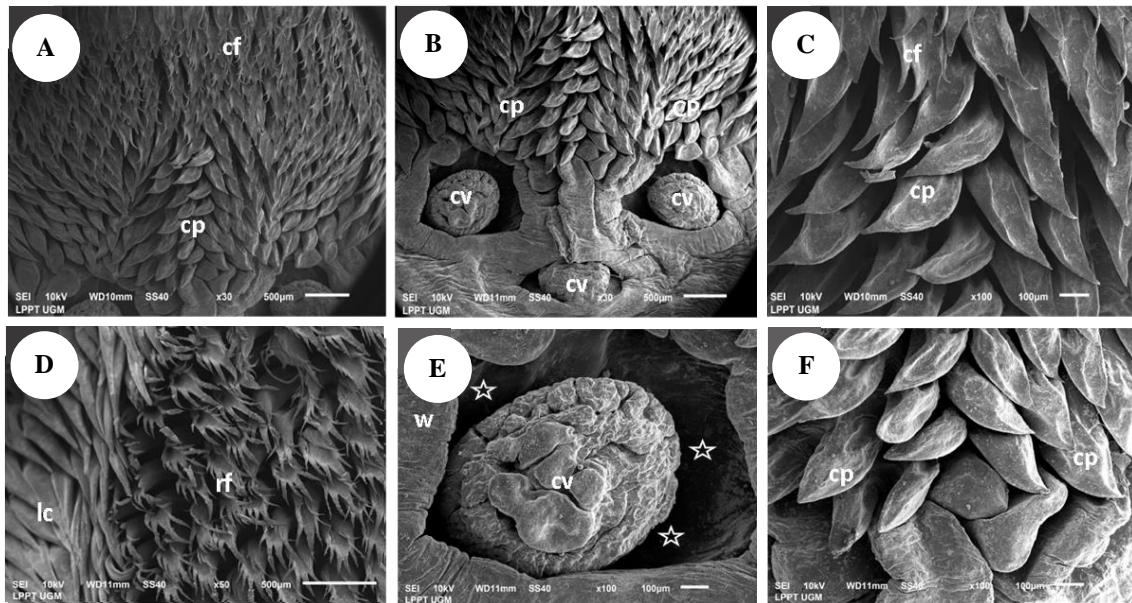 A
cf
cp
SEI 10kV WD10mm SS40 x30 500µm
LPPT UGM
B
cp cp
cv cv
cv
SEI 10kV WD11mm SS40 x30 500µm
LPPT UGM
C
cf
cp
SEI 10kV WD10mm SS40 x100 100µm
LPPT UGM
D
rf
lc
SEI 10kV WD11mm SS40 x50 500µm
LPPT UGM
E
w
cv
SEI 10kV WD11mm SS40 x100 100µm
LPPT UGM
F
cp cp
SEI 10kV WD11mm SS40 x100 100µm
LPPT UGM